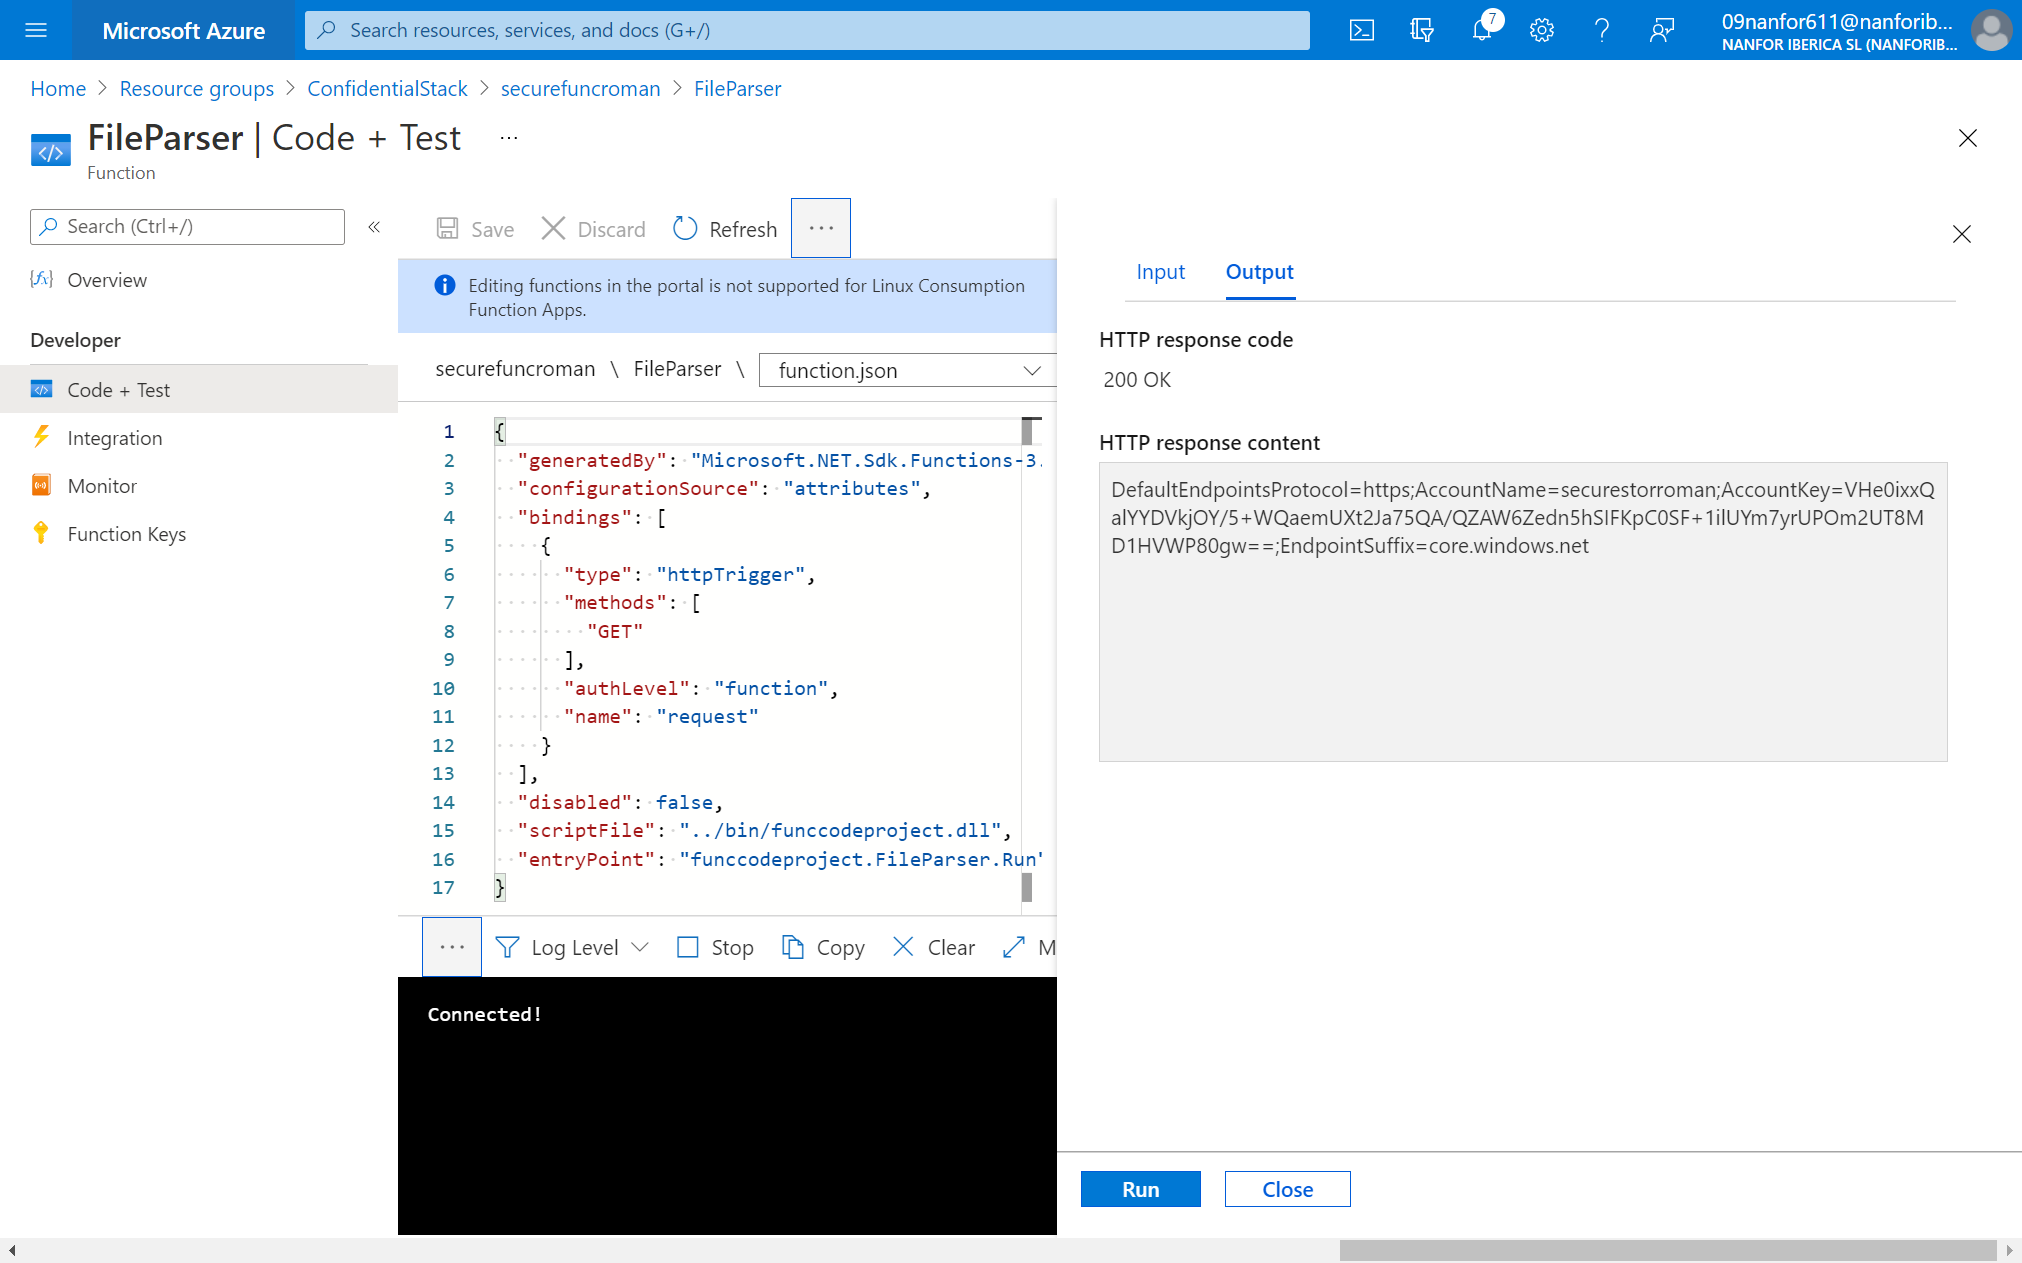 Microsoft Azure
Search resources, services, and docs (G+/)
7
09nanfor611@nanforib...
NANFOR IBERICA SL (NANFORIB...
Home > Resource groups > ConfidentialStack > securefuncroman > FileParser
FileParser | Code + Test ...
Function
Search (Ctrl+/)
«
Overview
Developer
Code + Test
Integration
Monitor
Function Keys
Save
Discard
Refresh
...
Editing functions in the portal is not supported for Linux Consumption
Function Apps.
securefuncroman \ FileParser \ function.json
1 {
2 "generatedBy": "Microsoft.NET.Sdk.Functions-3.
3 "configurationSource": "attributes",
4 "bindings": [
5 {
6 "type": "httpTrigger",
7 "methods": [
8 "GET"
9 ],
10 "authLevel": "function",
11 "name": "request"
12 }
13 ],
14 "disabled": false,
15 "scriptFile": "../bin/funccodeproject.dll",
16 "entryPoint": "funccodeproject.FileParser.Run"
17 }
... Log Level Stop Copy Clear M
Connected!
Input Output
HTTP response code
200 OK
HTTP response content
DefaultEndpointsProtocol=https;AccountName=securestorroman;AccountKey=VHe0ixxQ
alYYDVkjOY/5+WQaemUXt2Ja75QA/QZAW6Zedn5hSIFKpC0SF+1ilUYm7yrUPOm2UT8M
D1HVWP80gw==;EndpointSuffix=core.windows.net
Run Close